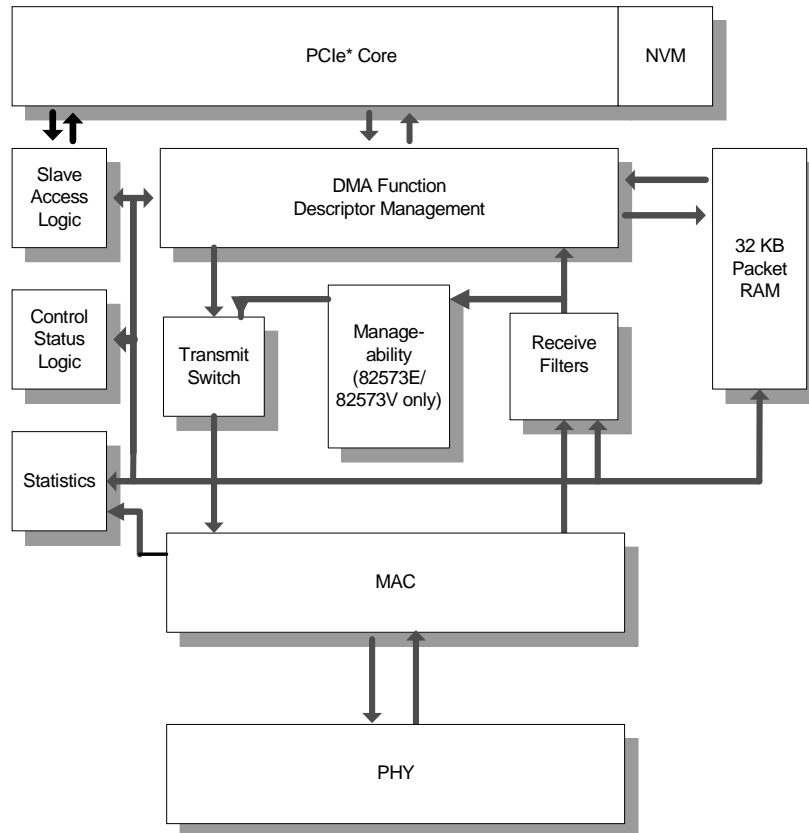 PCIe* Core
NVM
Slave
Access
Logic
DMA Function
Descriptor Management
32 KB
Packet
RAM
Control
Status
Logic
Transmit
Switch
Manage-
ability
(82573E/
82573V only)
Receive
Filters
Statistics
MAC
PHY